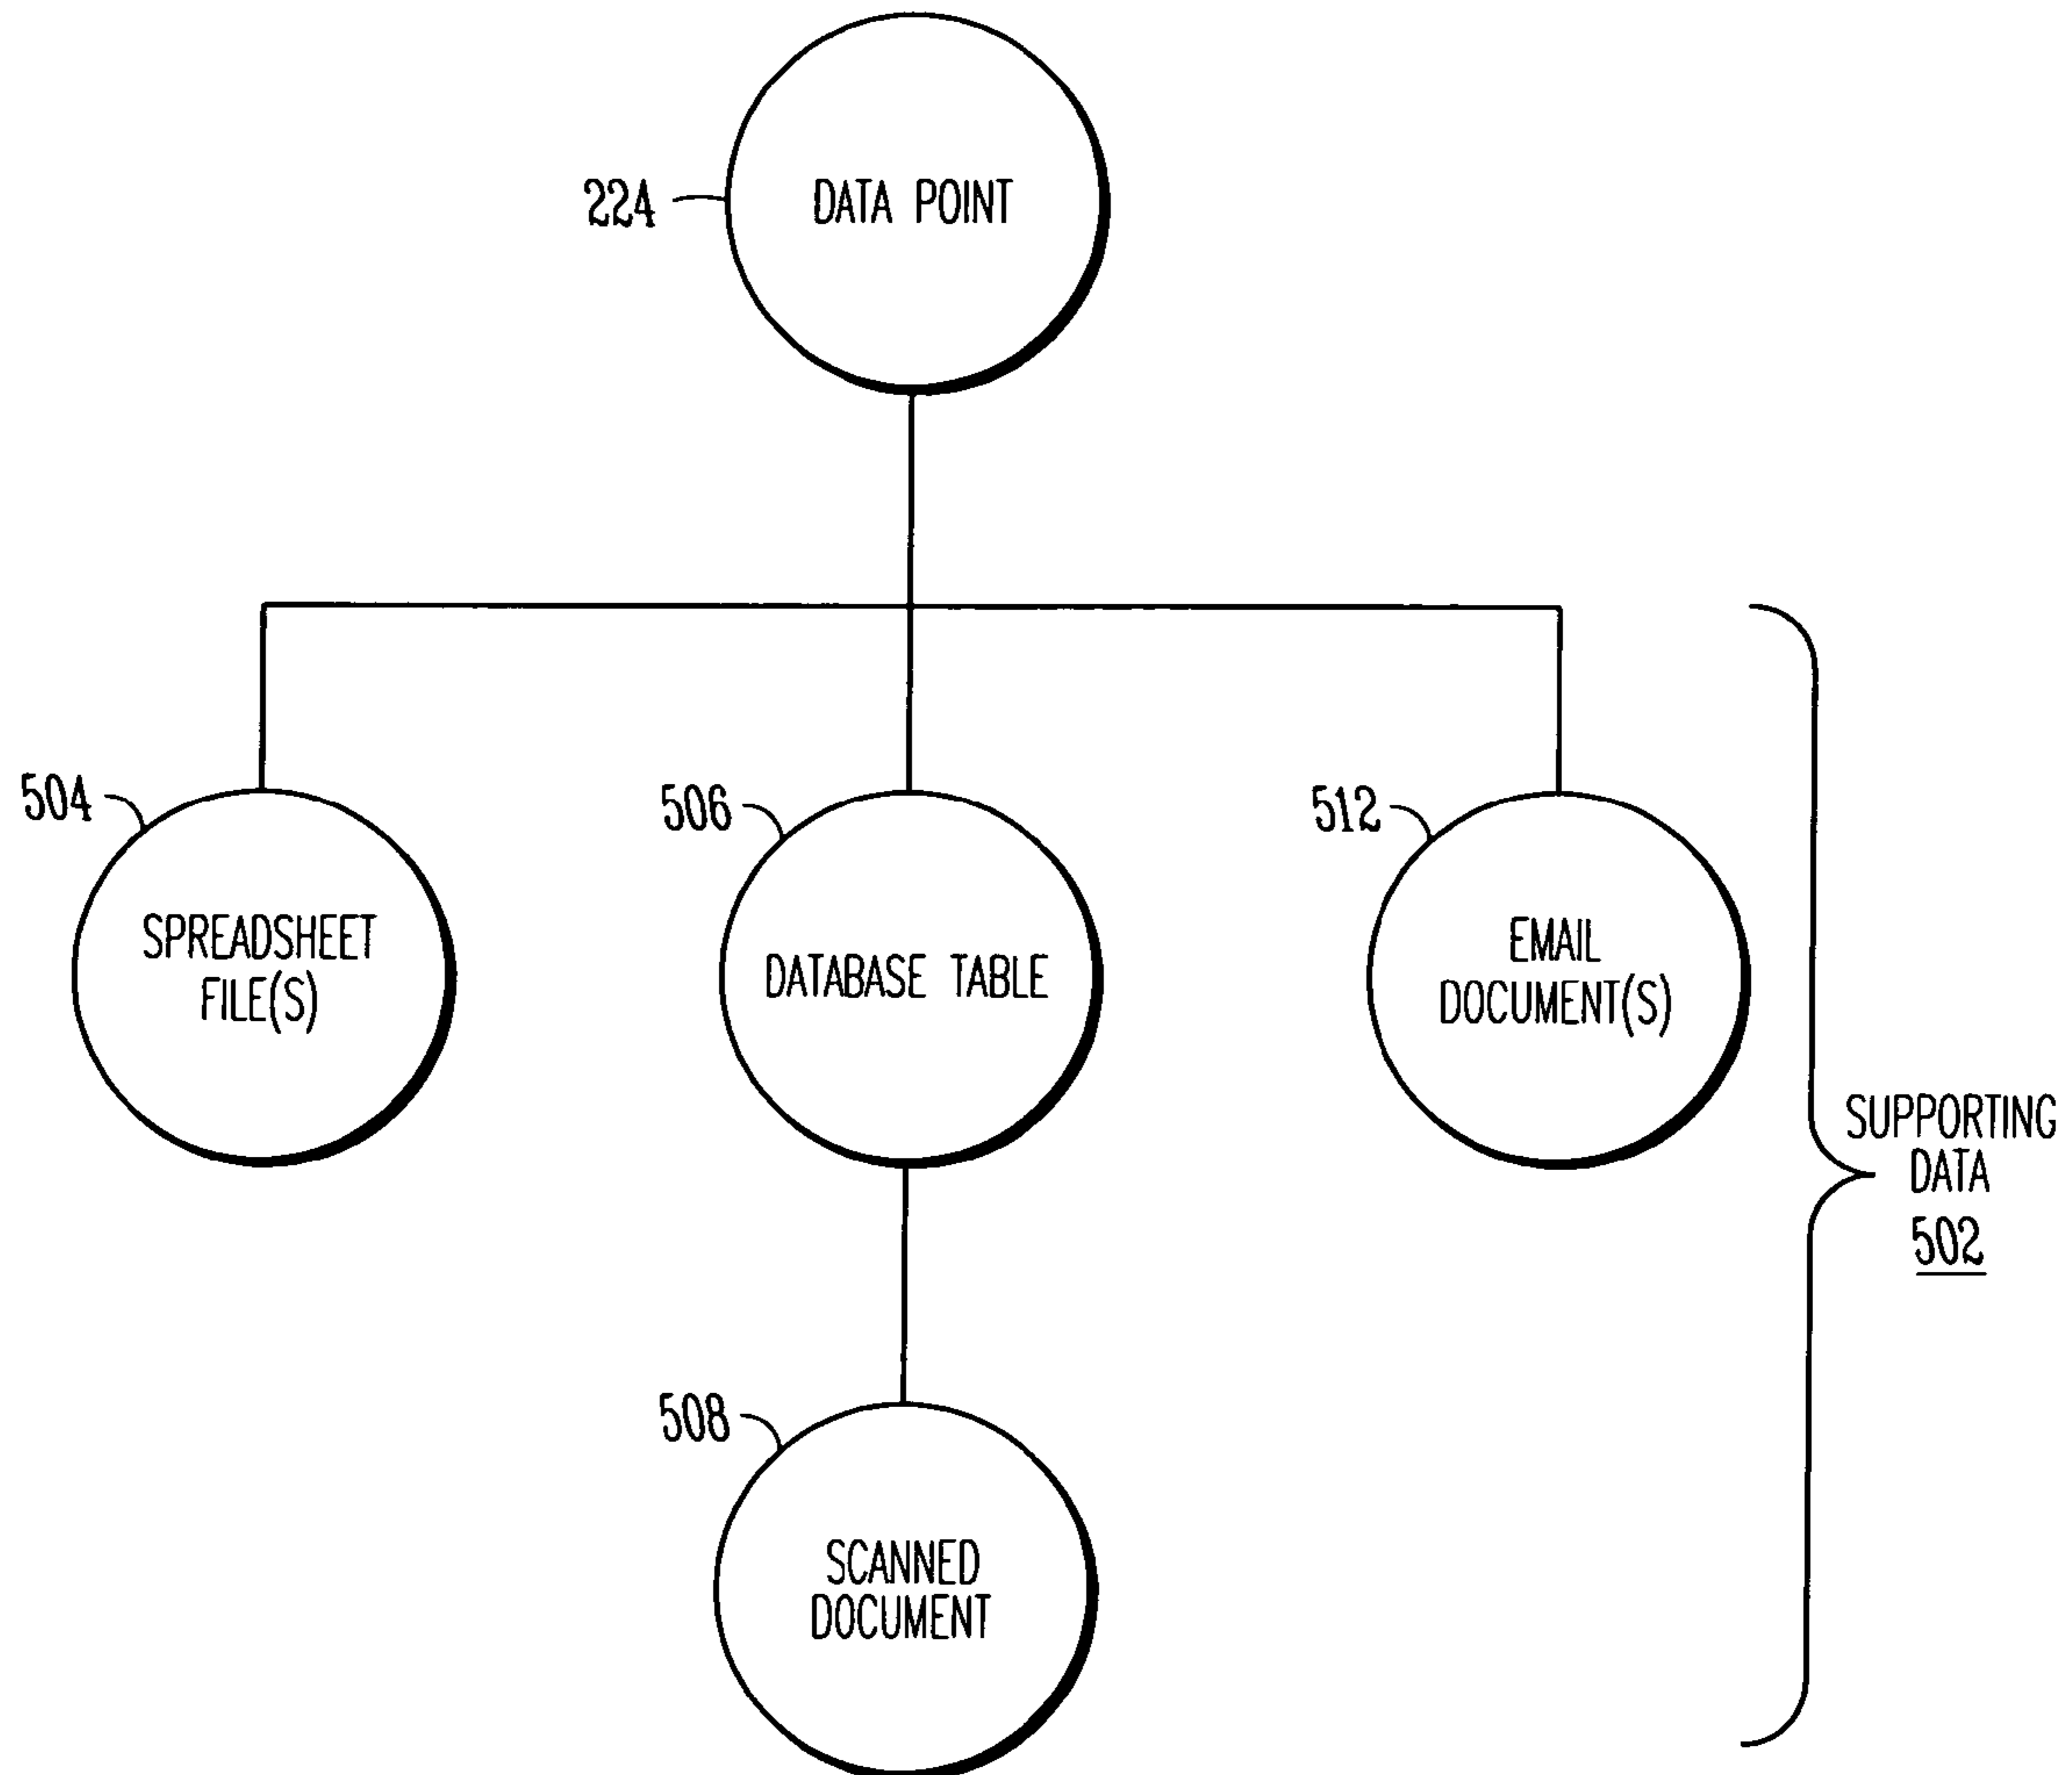 224
DATA POINT
504
SPREADSHEET
FILE(S)
506
DATABASE TABLE
512
EMAIL
DOCUMENT(S)
SUPPORTING
DATA
502
508
SCANNED
DOCUMENT